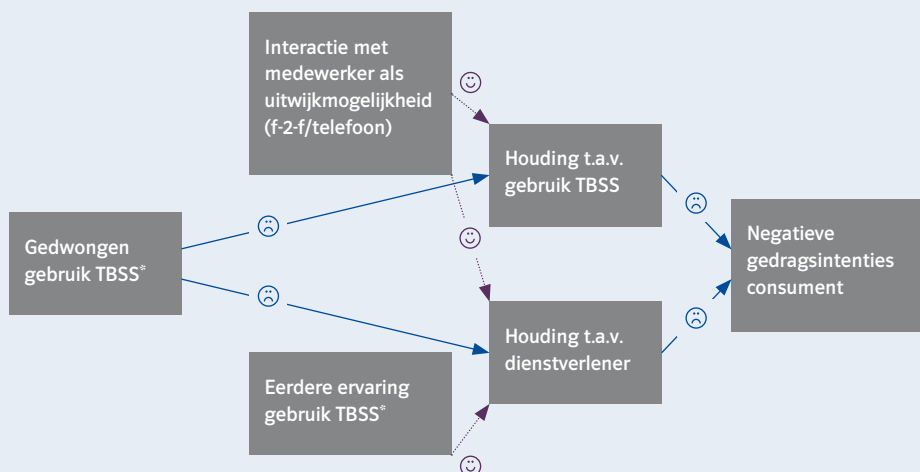 Interactie met
medewerker als
uitwijkmogelijkheid
(f-2-f/telefoon)
Houding t.a.v.
gebruik TBSS
Gedwongen
gebruik TBSS*
Negatieve
gedragsintenties
consument
Houding t.a.v.
dienstverlener
Eerdere ervaring
gebruik TBSS*